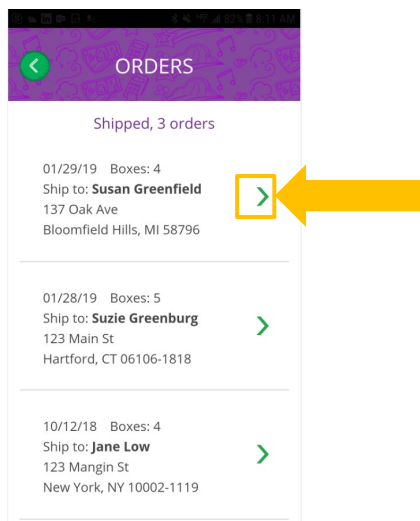 82% 8:11 AM
ORDERS
Shipped, 3 orders
01/29/19 Boxes: 4
Ship to: Susan Greenfield
137 Oak Ave
Bloomfield Hills, MI 58796
01/28/19 Boxes: 5
Ship to: Suzie Greenburg
123 Main St
Hartford, CT 06106-1818
10/12/18 Boxes: 4
Ship to: Jane Low
123 Mangin St
New York, NY 10002-1119